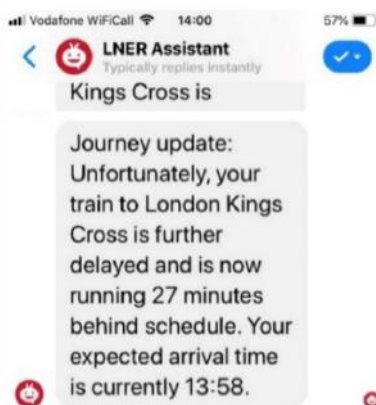 Vodafone WiFiCall 14:00 57%
LNER Assistant
Typically replies instantly
Kings Cross is
Journey update:
Unfortunately, your
train to London Kings
Cross is further
delayed and is now
running 27 minutes
behind schedule. Your
expected arrival time
is currently 13:58.